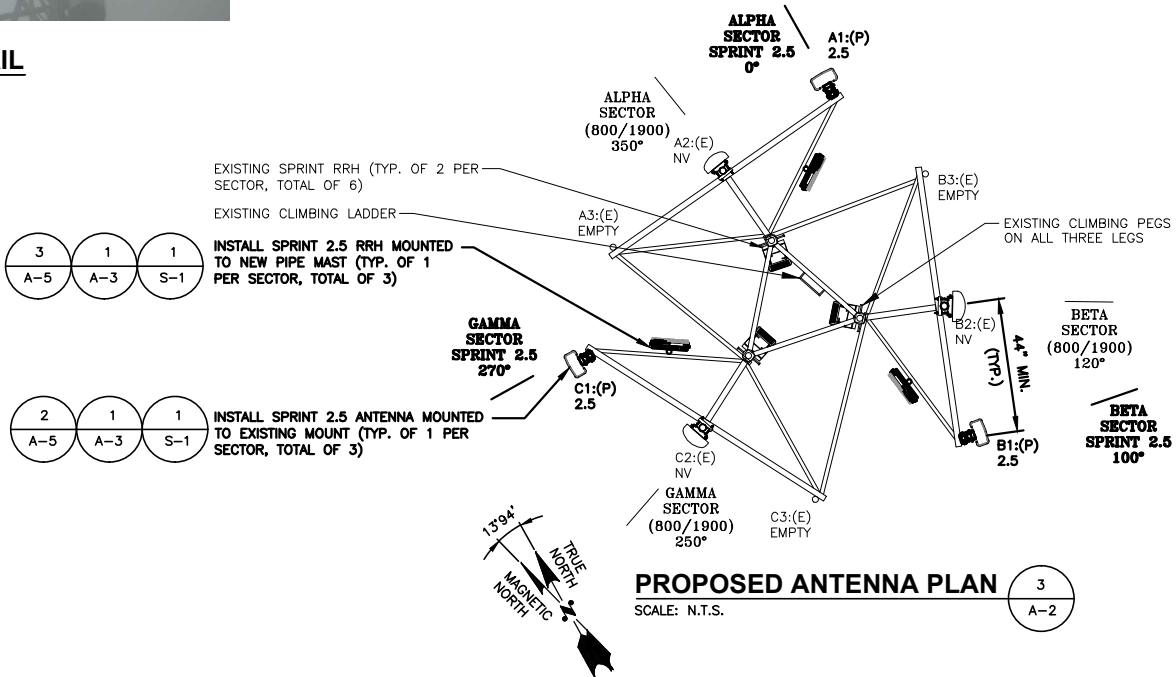 IL
ALPHA
SECTOR
SPRINT 2.5
0°
A1:(P)
2.5
ALPHA
SECTOR
(800/1900)
350°
A2:(E)
NV
EXISTING SPRINT RRH (TYP. OF 2 PER
SECTOR, TOTAL OF 6)
B3:(E)
EMPTY
EXISTING CLIMBING LADDER
A3:(E)
EMPTY
EXISTING CLIMBING PEGS
ON ALL THREE LEGS
3
A-5
1
A-3
1
S-1
INSTALL SPRINT 2.5 RRH MOUNTED
TO NEW PIPE MAST (TYP. OF 1
PER SECTOR, TOTAL OF 3)
GAMMA
SECTOR
SPRINT 2.5
270°
B2:(E)
NV
44" MIN.
(TYP.)
BETA
SECTOR
(800/1900)
120°
C1:(P)
2.5
2
A-5
1
A-3
1
S-1
INSTALL SPRINT 2.5 ANTENNA MOUNTED
TO EXISTING MOUNT (TYP. OF 1 PER
SECTOR, TOTAL OF 3)
BETA
SECTOR
SPRINT 2.5
100°
B1:(P)
2.5
C2:(E)
NV
GAMMA
SECTOR
(800/1900)
250°
C3:(E)
EMPTY
13°94'
TRUE
NORTH
MAGNETIC
NORTH
N
PROPOSED ANTENNA PLAN
SCALE: N.T.S.
3
A-2